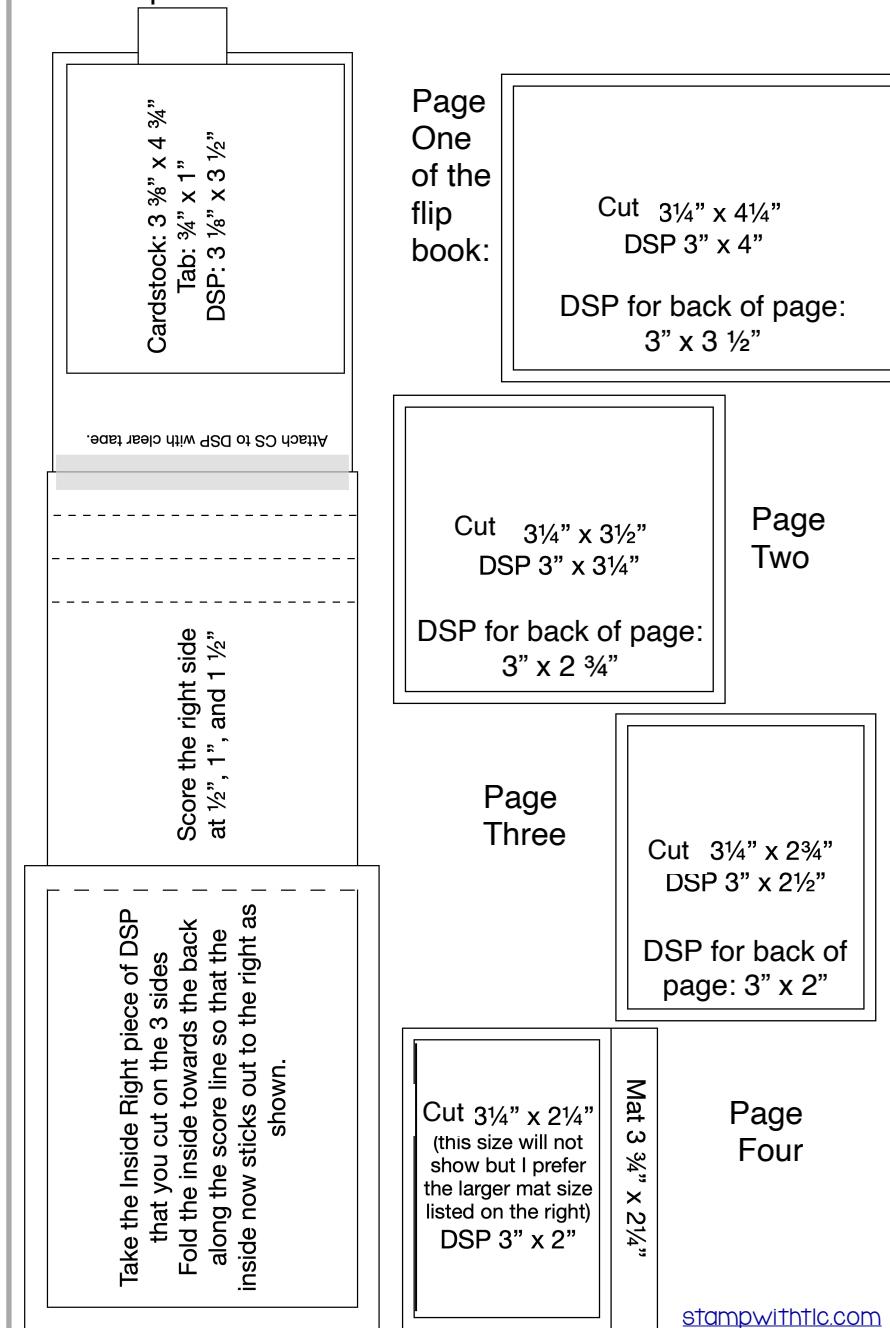 Cardstock: 3 ⅜” x 4 ¾”
Tab: ¾” x 1”
DSP: 3 ⅛” x 3 ½”
Attach CS to DSP with clear tape.
Score the right side
at ½”, 1”, and 1 ½”
Take the Inside Right piece of DSP
that you cut on the 3 sides
Fold the inside towards the back
along the score line so that the
inside now sticks out to the right as
shown.
Page
One
of the
flip
book:
Cut 3¼” x 4¼”
DSP 3” x 4”
DSP for back of page:
3” x 3 ½”
Cut 3¼” x 3½”
DSP 3” x 3¼”
DSP for back of page:
3” x 2 ¾”
Page
Two
Page
Three
Cut 3¼” x 2¾”
DSP 3” x 2½”
DSP for back of
page: 3” x 2”
Cut 3¼” x 2¼”
(this size will not
show but I prefer
the larger mat size
listed on the right)
DSP 3” x 2”
Mat 3 ¾” x 2¼”
Page
Four
stampwithtlc.com